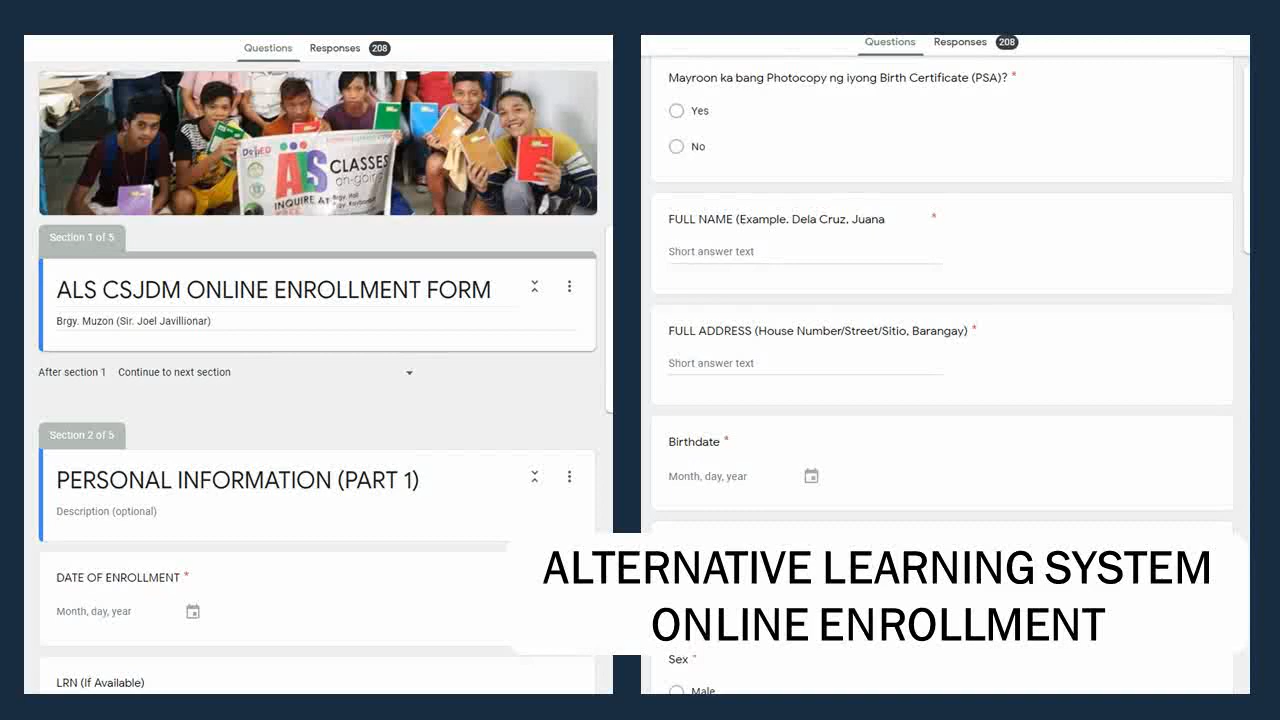 Questions
Responses 208
DepED
ALS CLASSES
on-going
INQUIRE AT Brgy. Hall
Section 1 of 5
ALS CSJDM ONLINE ENROLLMENT FORM
Brgy. Muzon (Sir. Joel Javillionar)
After section 1 Continue to next section
Section 2 of 5
PERSONAL INFORMATION (PART 1)
Description (optional)
DATE OF ENROLLMENT *
Month, day, year
LRN (If Available)
Questions
Responses 208
Mayroon ka bang Photocopy ng iyong Birth Certificate (PSA)? *
Yes
No
FULL NAME (Example. Dela Cruz, Juana *
Short answer text
FULL ADDRESS (House Number/Street/Sitio, Barangay) *
Short answer text
Birthdate *
Month, day, year
ALTERNATIVE LEARNING SYSTEM
ONLINE ENROLLMENT
Sex *
Male